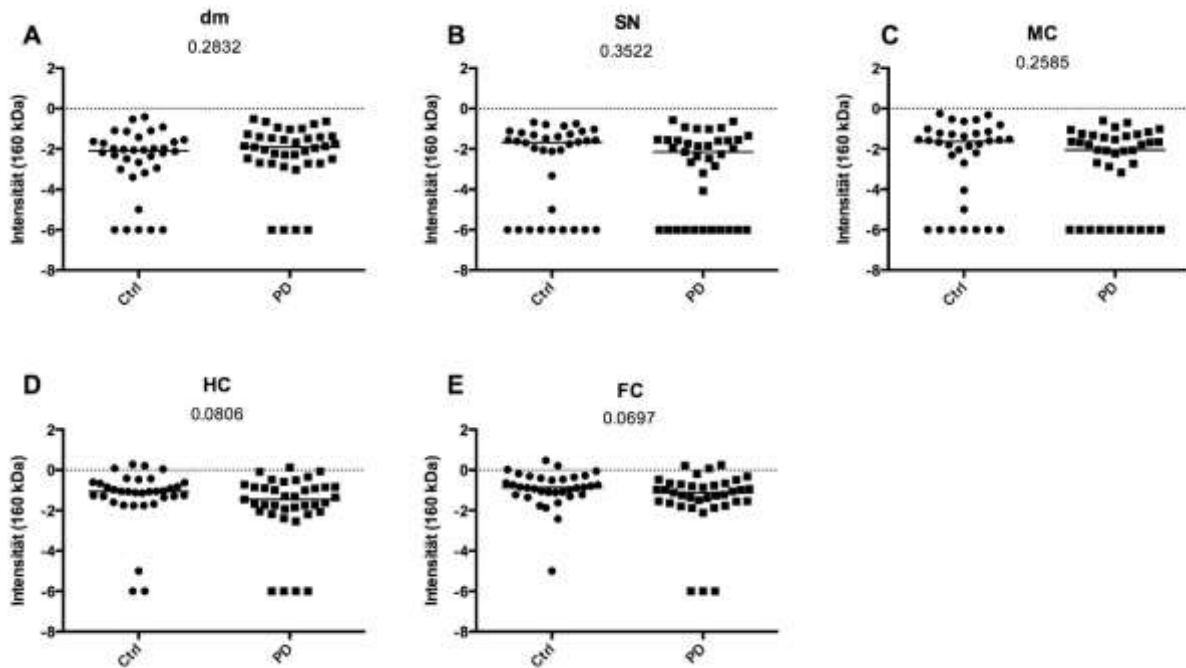 A
dm
0.2832
Intensität (160 kDa)
2
0
-2
-4
-6
-8
Ctrl
PD
B
SN
0.3522
Intensität (160 kDa)
2
0
-2
-4
-6
-8
Ctrl
PD
C
MC
0.2585
Intensität (160 kDa)
2
0
-2
-4
-6
-8
Ctrl
PD
D
HC
0.0806
Intensität (160 kDa)
2
0
-2
-4
-6
-8
Ctrl
PD
E
FC
0.0697
Intensität (160 kDa)
2
0
-2
-4
-6
-8
Ctrl
PD